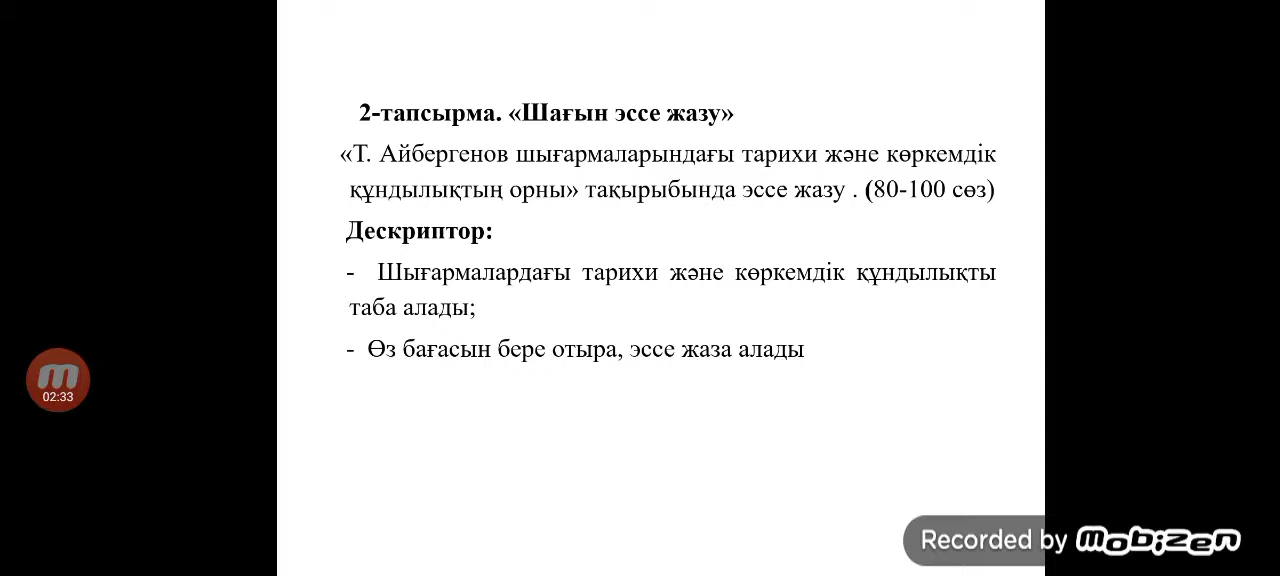 2-тапсырма. «Шағын эссе жазу»
«Т. Айбергенов шығармаларындағы тарихи және көркемдік
құндылықтың орны» тақырыбында эссе жазу . (80-100 сөз)
Дескриптор:
- Шығармалардағы тарихи және көркемдік құндылықты
таба алады;
- Өз бағасын бере отыра, эссе жаза алады
m
02:33
Recorded by mobizen